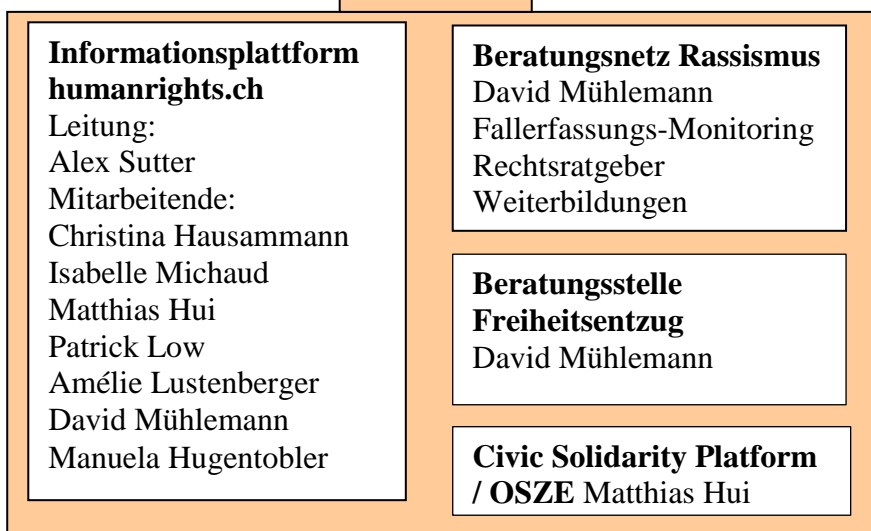 Informationsplattform
humanrights.ch
Leitung:
Alex Sutter
Mitarbeitende:
Christina Hausammann
Isabelle Michaud
Matthias Hui
Patrick Low
Amélie Lustenberger
David Mühlemann
Manuela Hugentobler
Beratungsnetz Rassismus
David Mühlemann
Fallerfassungs-Monitoring
Rechtsratgeber
Weiterbildungen
Beratungsstelle
Freiheitsentzug
David Mühlemann
Civic Solidarity Platform
/ OSZE Matthias Hui